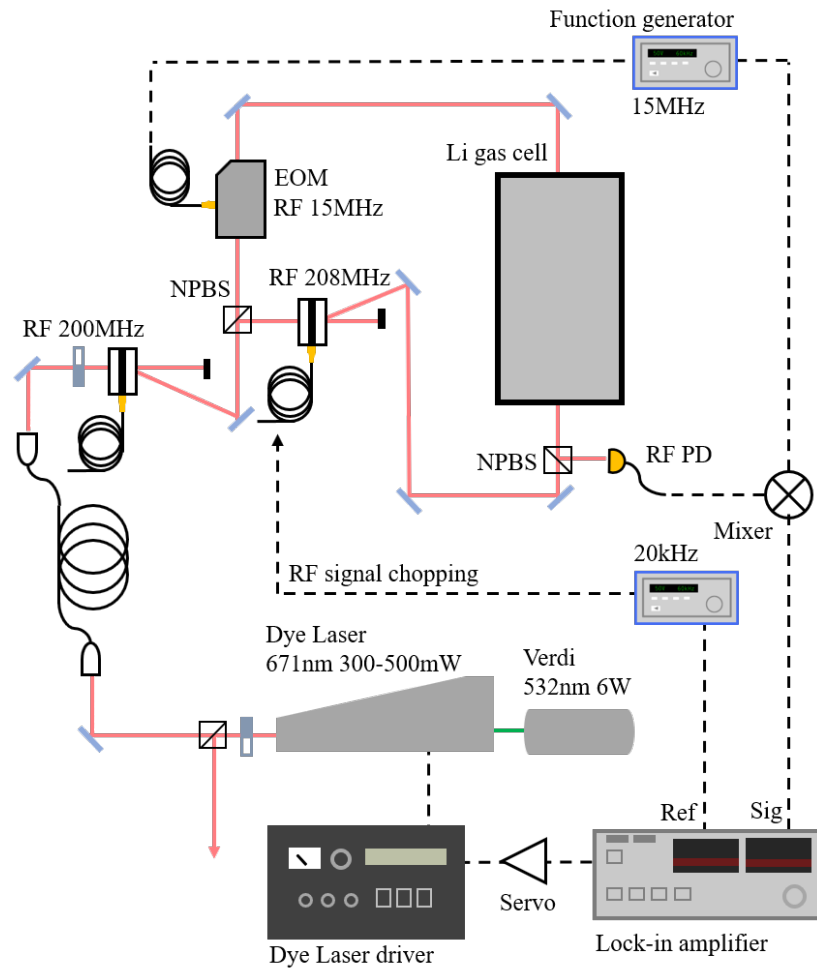 Function generator
15MHz
Li gas cell
EOM
RF 15MHz
RF 208MHz
NPBS
RF 200MHz
NPBS
RF PD
Mixer
20kHz
RF signal chopping
Dye Laser
671nm 300-500mW
Verdi
532nm 6W
Ref
Sig
Servo
Dye Laser driver
Lock-in amplifier